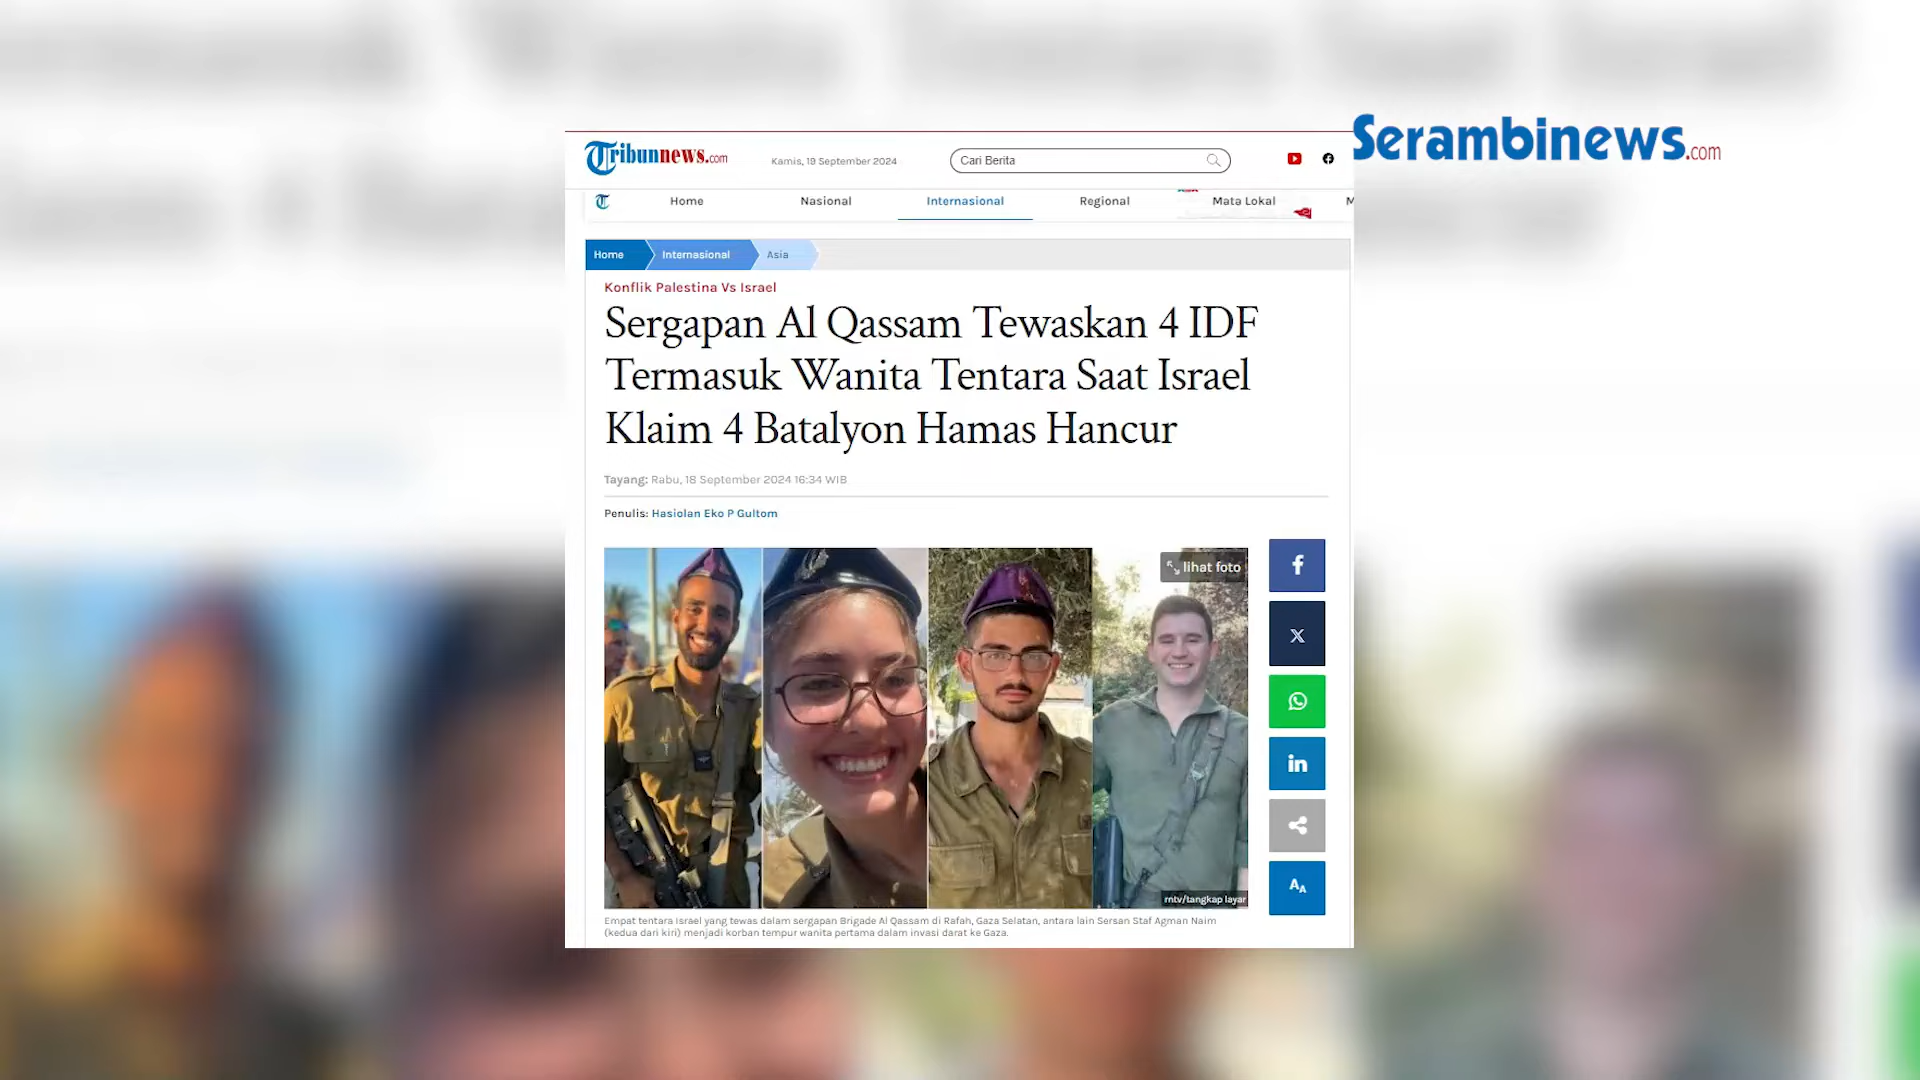 Serambinews.com
Tribunnews.com
Kamis, 19 September 2024
Cari Berita
Home
Nasional
Internasional
Regional
Mata Lokal
M
Home
Internasional
Asia
Konflik Palestina Vs Israel
Sergapan Al Qassam Tewaskan 4 IDF
Termasuk Wanita Tentara Saat Israel
Klaim 4 Batalyon Hamas Hancur
Tayang: Rabu, 18 September 2024 16:34 WIB
Penulis: Hasiolan Eko P Gultom
lihat foto
rntv/tangkap layar
Empat tentara Israel yang tewas dalam sergapan Brigade Al Qassam di Rafah, Gaza Selatan, antara lain Sersan Staf Agman Naim
(kedua dari kiri) menjadi korban tempur wanita pertama dalam invasi darat ke Gaza.